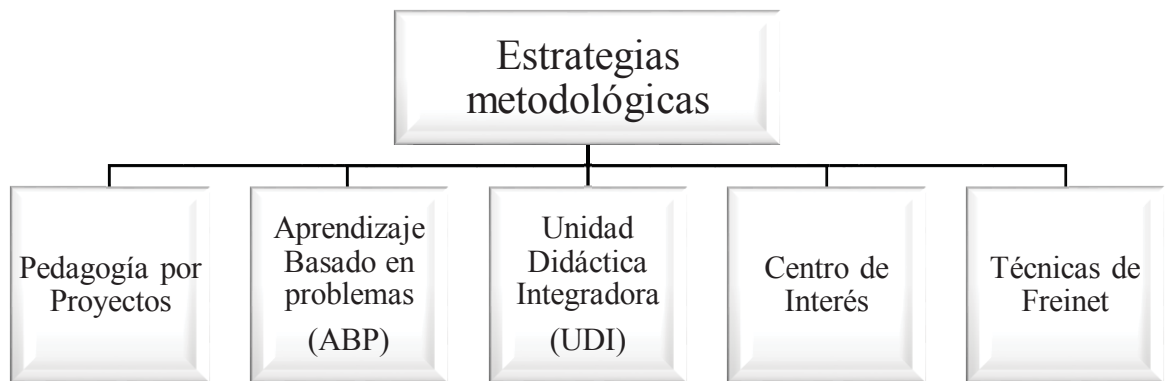 Estrategias
metodológicas
Pedagogía por
Proyectos
Aprendizaje
Basado en
problemas
(ABP)
Unidad
Didáctica
Integradora
(UDI)
Centro de
Interés
Técnicas de
Freinet